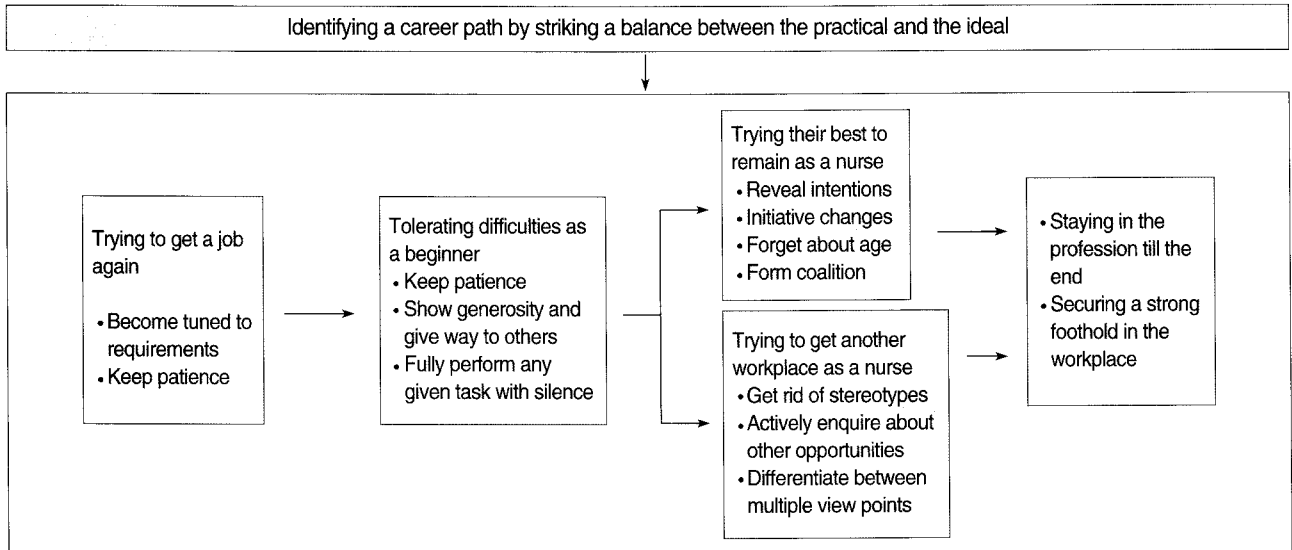 Identifying a career path by striking a balance between the practical and the ideal
Trying to get a job
again
• Become tuned to
requirements
• Keep patience
Tolerating difficulties as
a beginner
• Keep patience
• Show generosity and
give way to others
• Fully perform any
given task with silence
Trying their best to
remain as a nurse
• Reveal intentions
• Initiative changes
• Forget about age
• Form coalition
Trying to get another
workplace as a nurse
• Get rid of stereotypes
• Actively enquire about
other opportunities
• Differentiate between
multiple view points
• Staying in the
profession till the
end
• Securing a strong
foothold in the
workplace